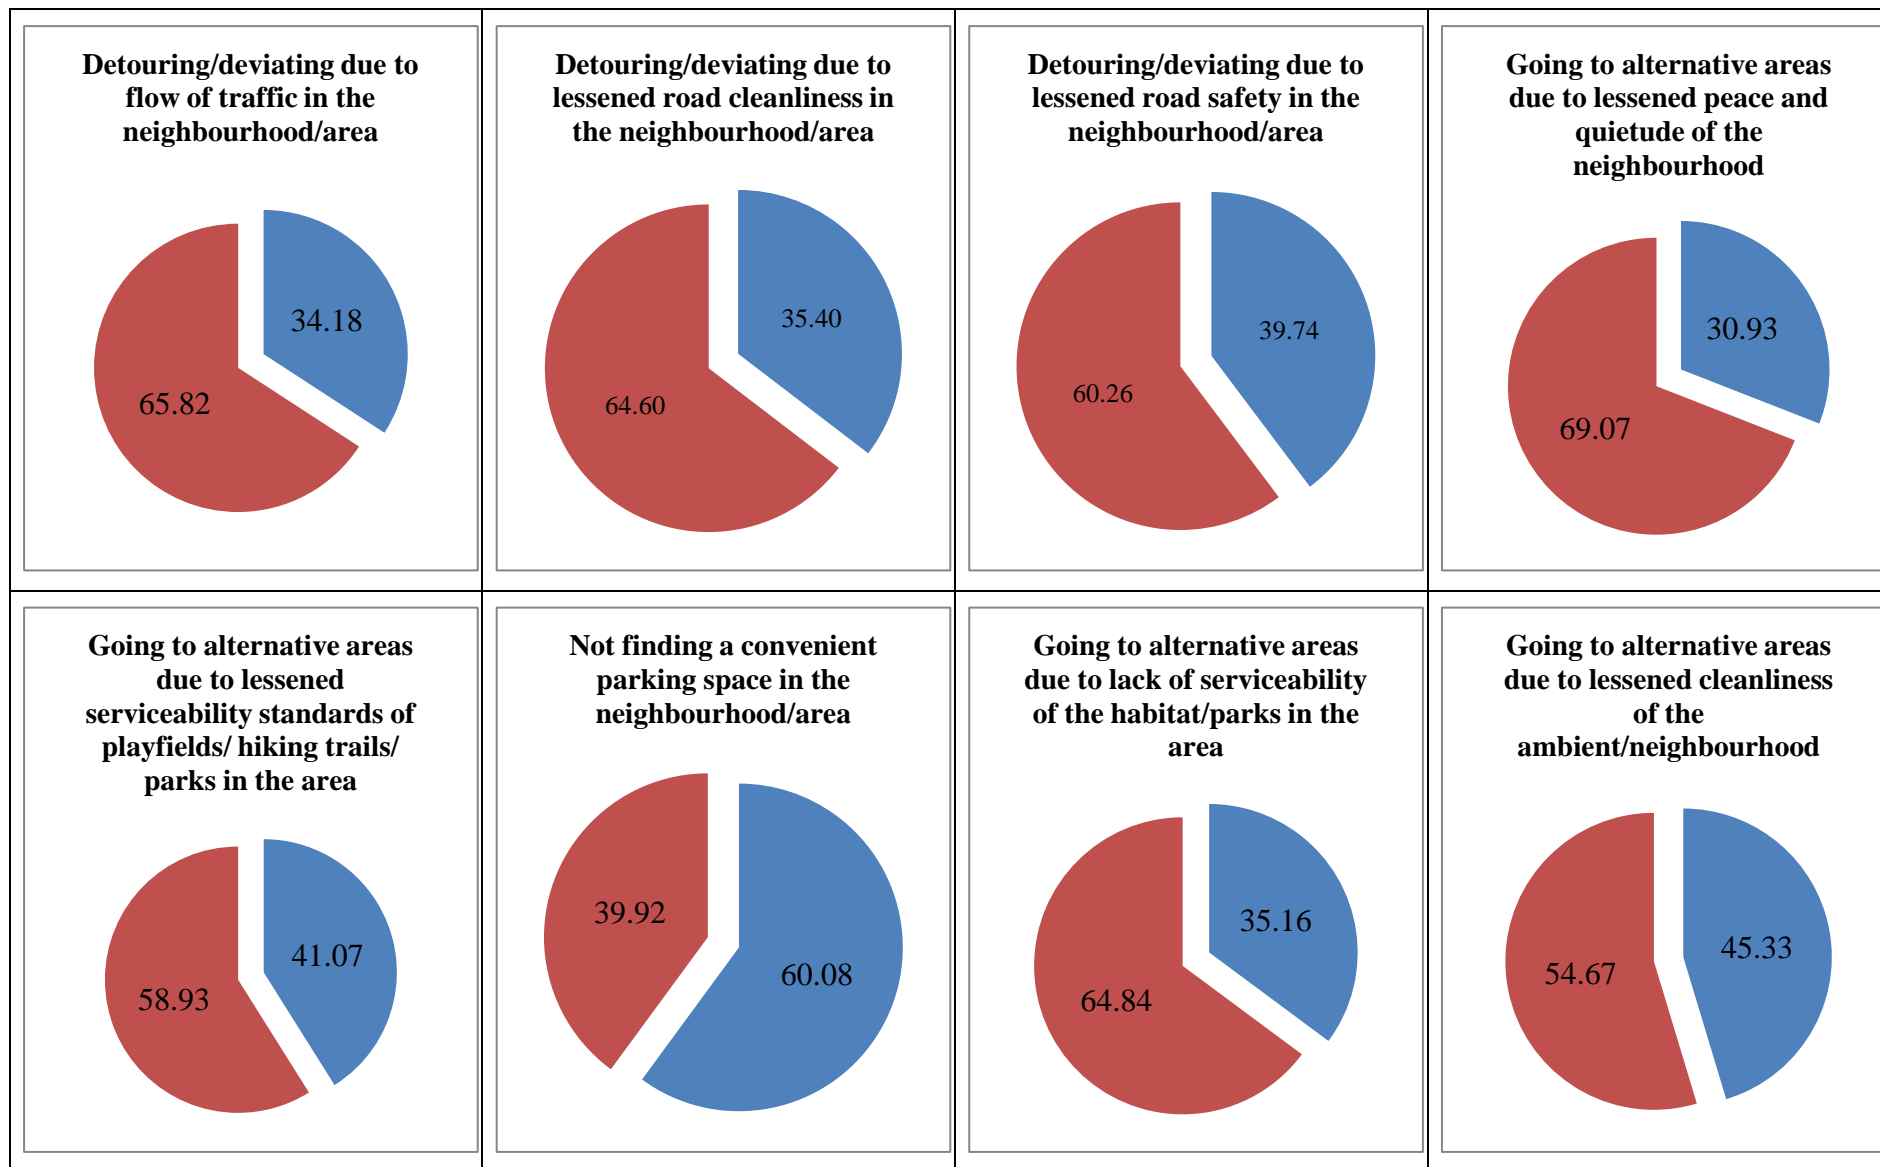 Detouring/deviating due to
flow of traffic in the
neighbourhood/area
34.18
65.82
Detouring/deviating due to
lessened road cleanliness in
the neighbourhood/area
35.40
64.60
Detouring/deviating due to
lessened road safety in the
neighbourhood/area
39.74
60.26
Going to alternative areas
due to lessened peace and
quietude of the
neighbourhood
30.93
69.07
Going to alternative areas
due to lessened
serviceability standards of
playfields/ hiking trails/
parks in the area
41.07
58.93
Not finding a convenient
parking space in the
neighbourhood/area
39.92
60.08
Going to alternative areas
due to lack of serviceability
of the habitat/parks in the
area
35.16
64.84
Going to alternative areas
due to lessened cleanliness
of the
ambient/neighbourhood
45.33
54.67